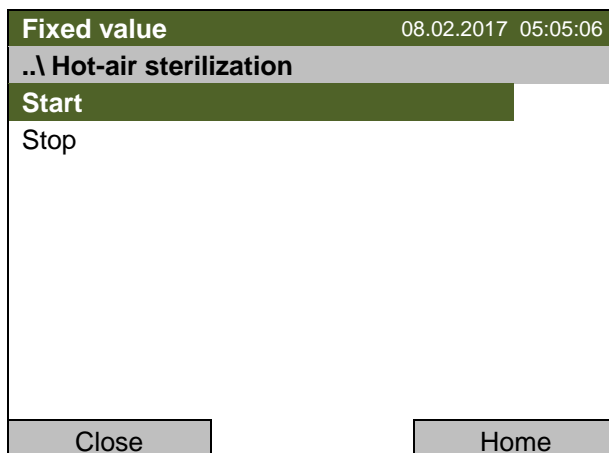 Fixed value 08.02.2017 05:05:06
..\ Hot-air sterilization
Start
Stop
Close Home